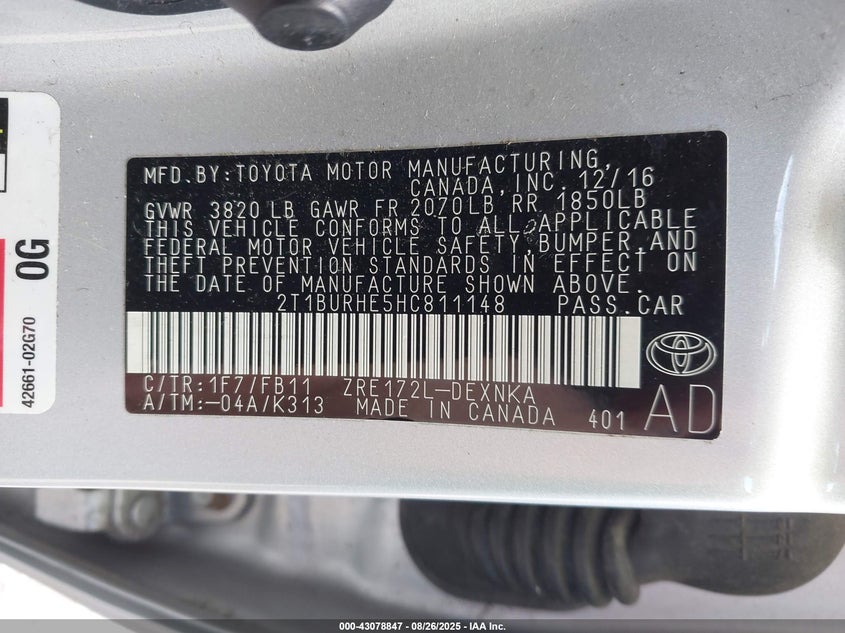 MFD.BY:TOYOTA MOTOR MANUFACTURING,
CANADA,INC. 12/16
GVWR 3820 LB GAWR FR 2070LB RR 1850LB
THIS VEHICLE CONFORMS TO ALL APPLICABLE
FEDERAL MOTOR VEHICLE SAFETY,BUMPER,AND
THEFT PREVENTION STANDARDS IN EFFECT ON
THE DATE OF MANUFACTURE SHOWN ABOVE.
2T1BURHE5HC811148 PASS.CAR
C/TR:1F7/FB11 ZRE172L-DEXNKA
A/TM:-04A/K313 MADE IN CANADA 401
AD
0G
42661-02G70
000-43078847 | 08/26/2025 - IAA Inc.